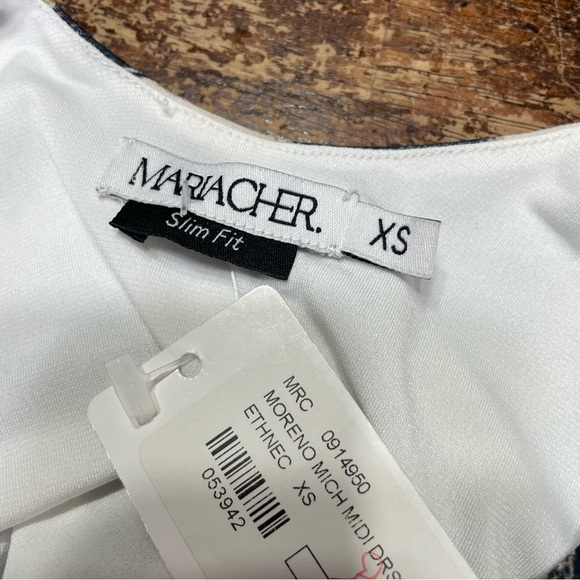 MARIACHER.
XS
Slim Fit
MRC 0914950
MORENO MICH MIDI DRS
ETHNEC XS
053942